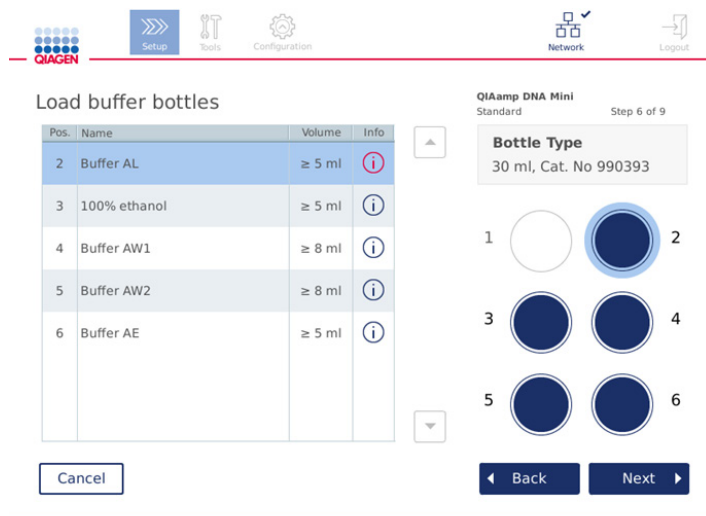 QIAGEN
Setup
Tools
Configuration
Network
Logout
Load buffer bottles
QIAamp DNA Mini
Standard Step 6 of 9
Pos. Name Volume Info
2 Buffer AL ≥ 5 ml i
3 100% ethanol ≥ 5 ml i
4 Buffer AW1 ≥ 8 ml i
5 Buffer AW2 ≥ 8 ml i
6 Buffer AE ≥ 5 ml i
Bottle Type
30 ml, Cat. No 990393
1 2
3 4
5 6
Cancel
Back
Next